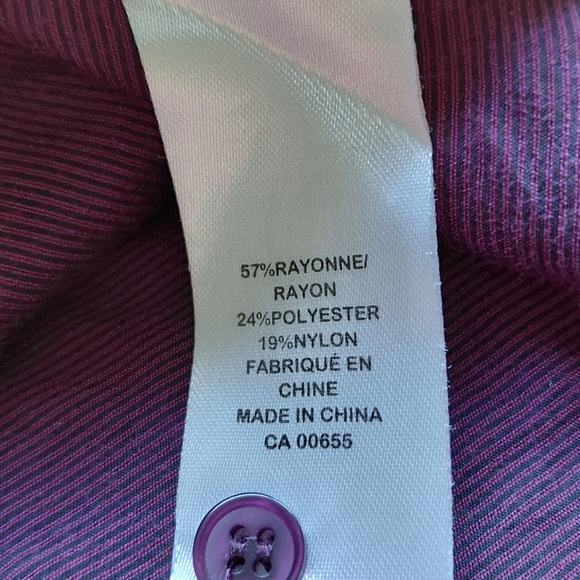 57%RAYONNE/
RAYON
24%POLYESTER
19%NYLON
FABRIQUÉ EN
CHINE
MADE IN CHINA
CA 00655